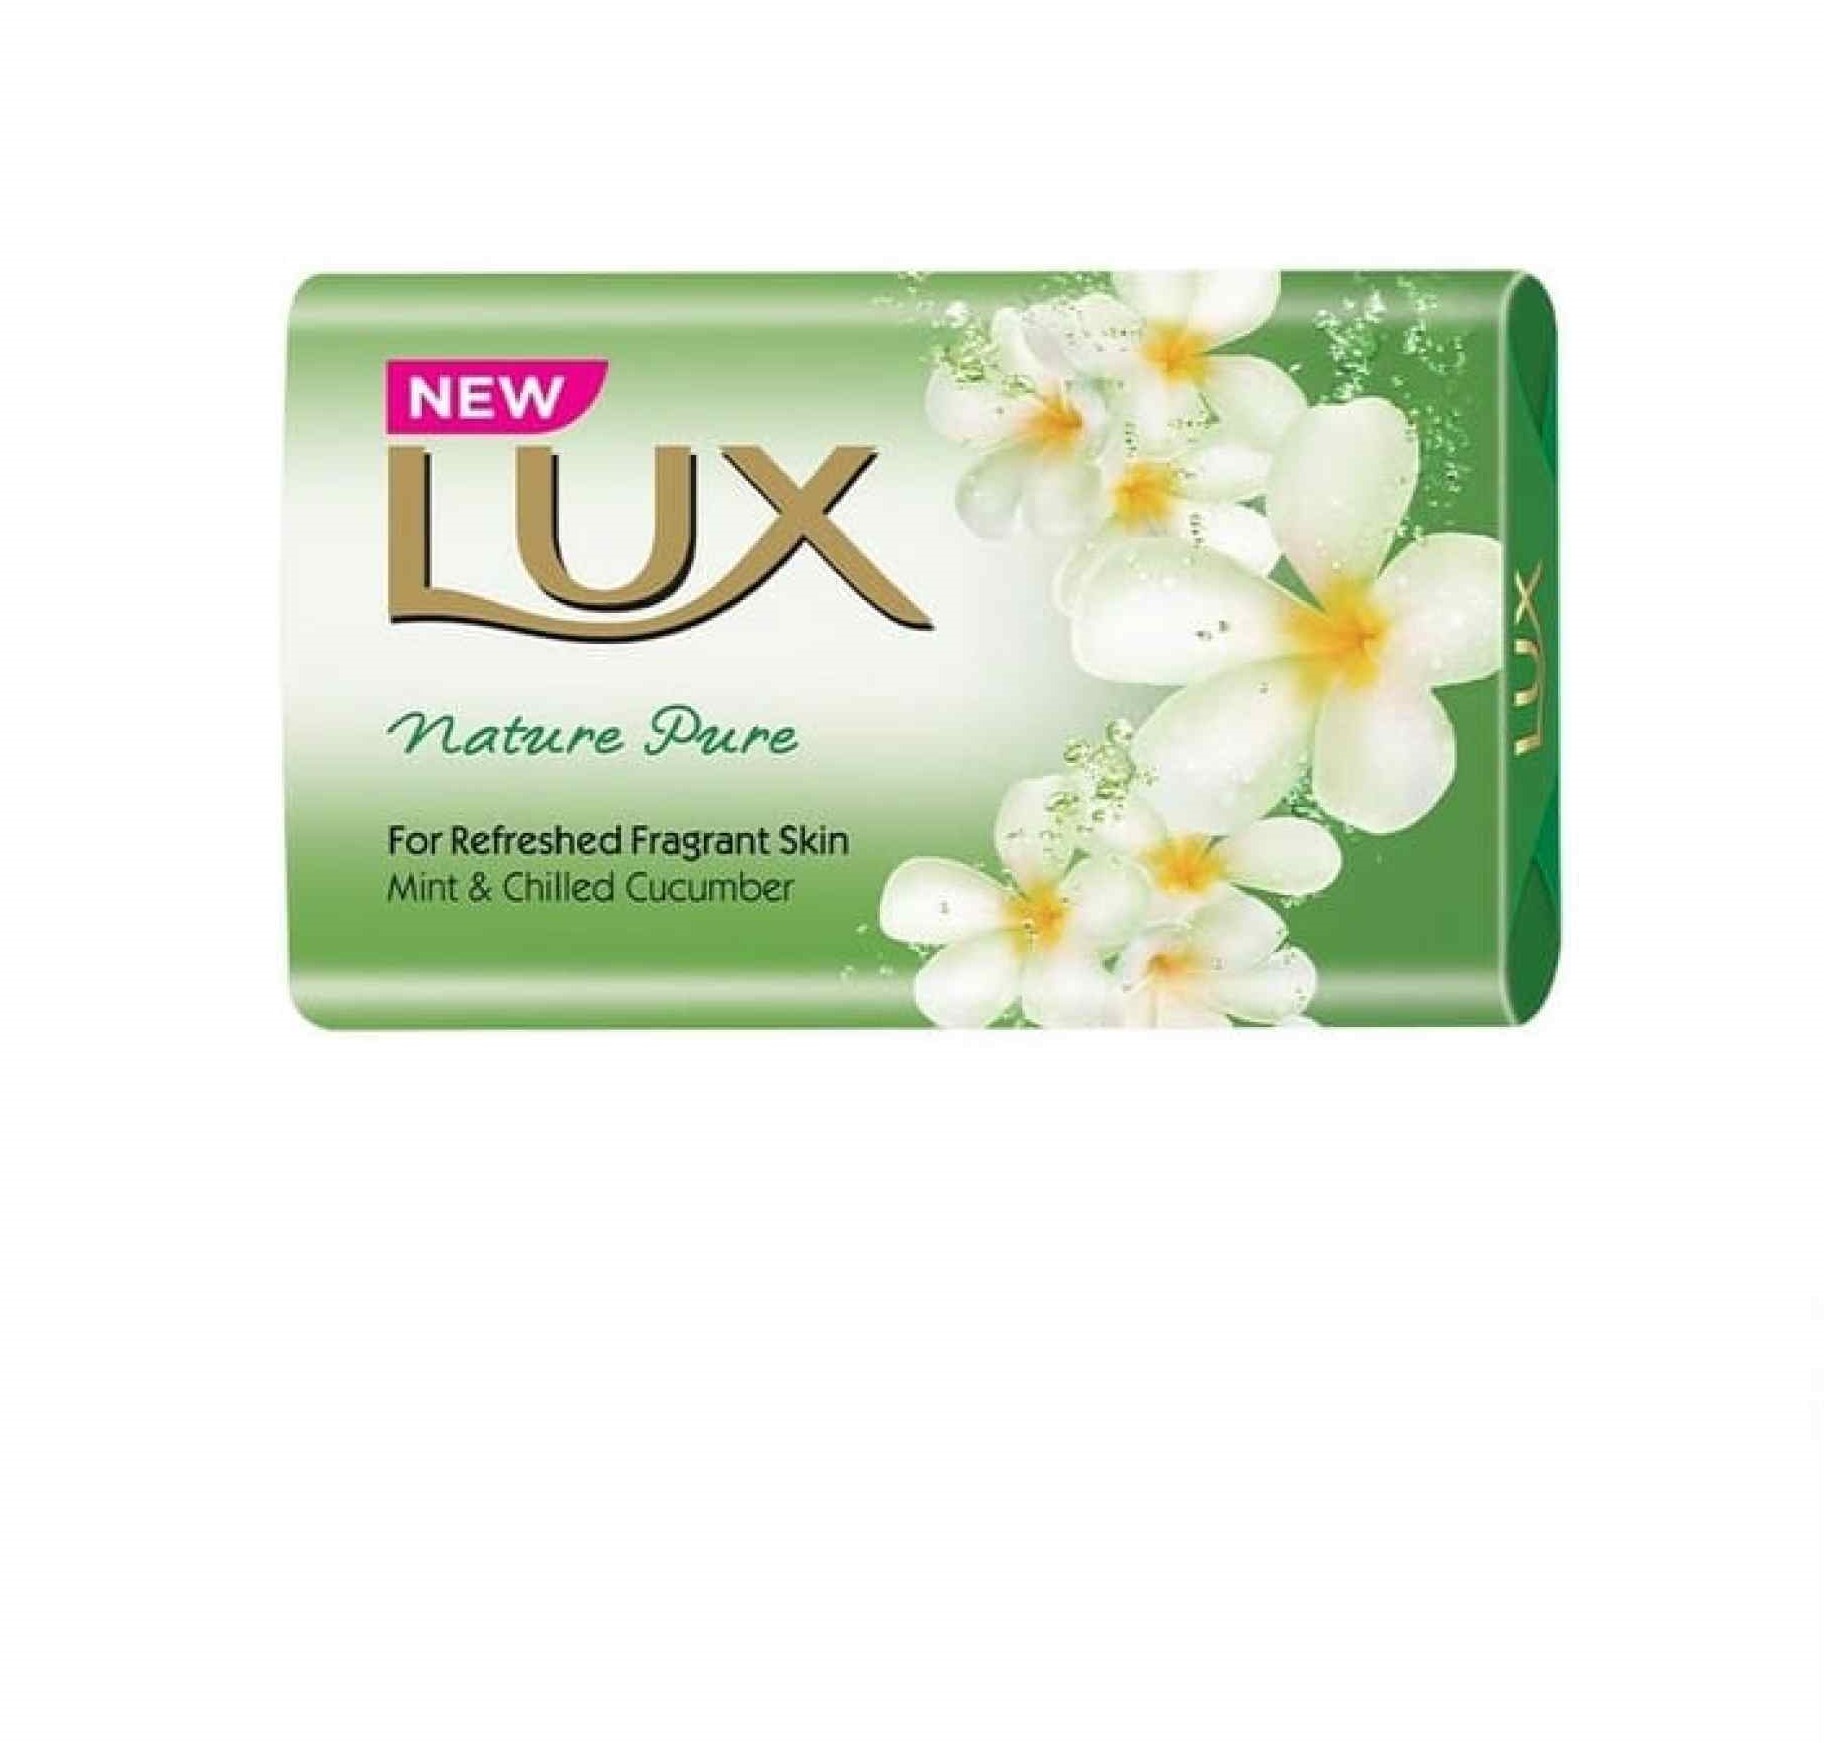 NEW
LUX
Nature Pure
For Refreshed Fragrant Skin
Mint & Chilled Cucumber
LUX